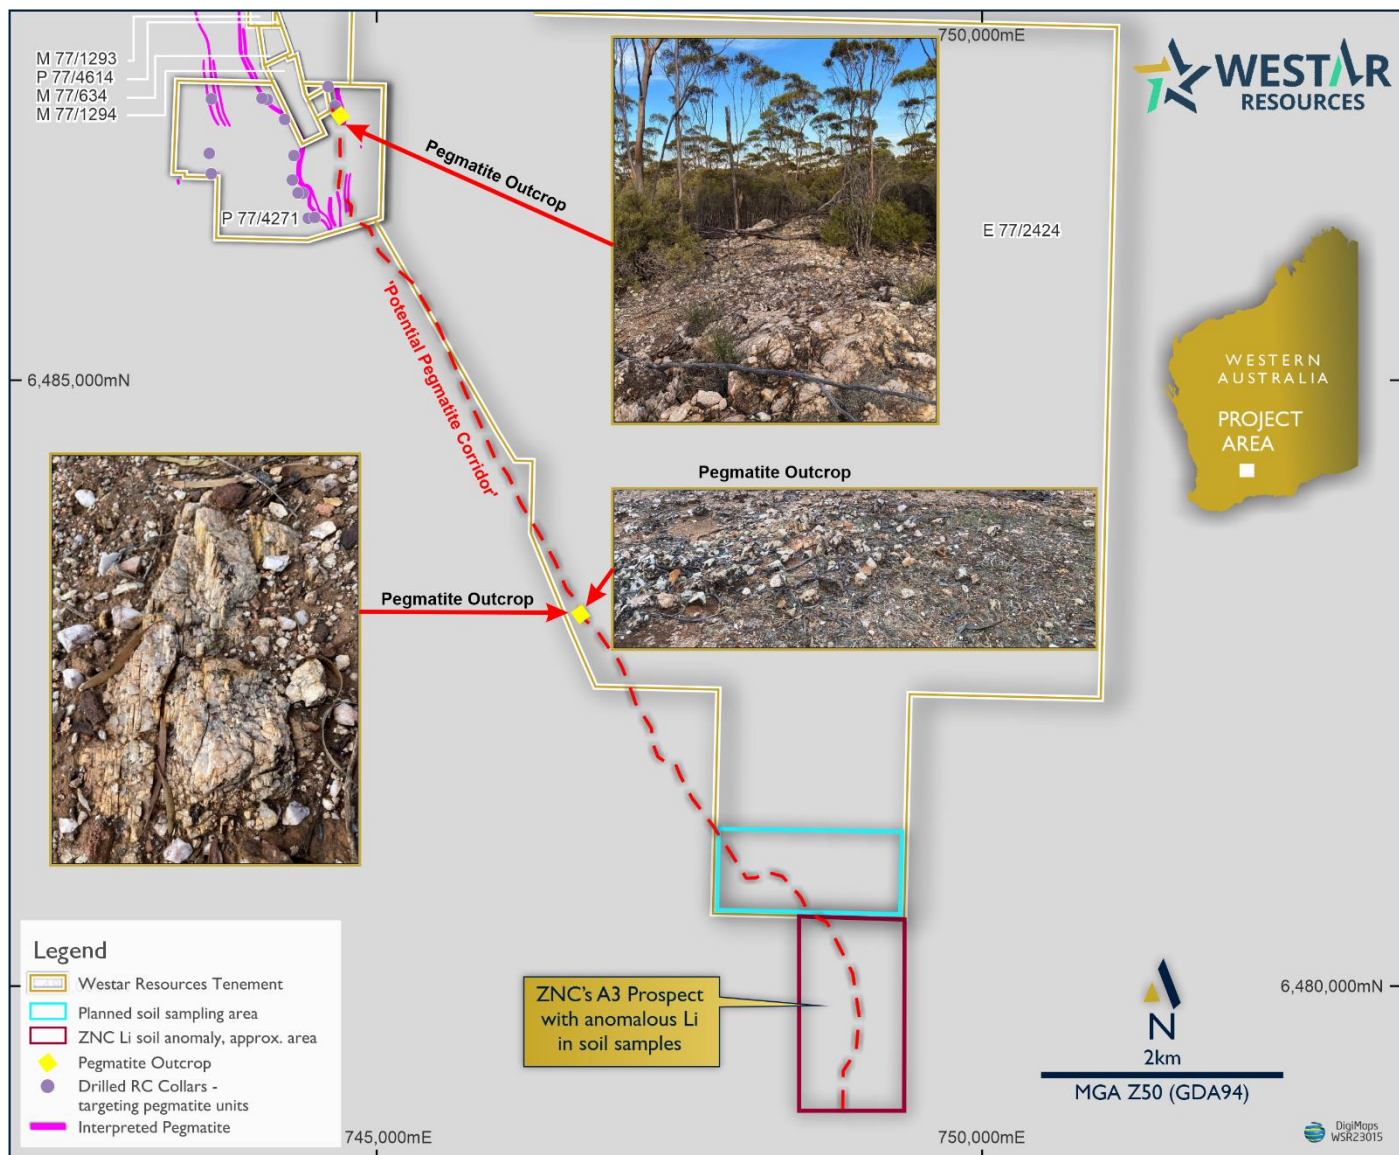 750,000mE
WESTAR
RESOURCES
M 77/1293
P 77/4614
M 77/634
M 77/1294
Pegmatite Outcrop
P 77/4271
E 77/2424
'Potential Pegmatite Corridor'
6,485,000mN
WESTERN
AUSTRALIA
PROJECT
AREA
Pegmatite Outcrop
Pegmatite Outcrop
Legend
Westar Resources Tenement
Planned soil sampling area
ZNC Li soil anomaly, approx. area
Pegmatite Outcrop
Drilled RC Collars -
targeting pegmatite units
Interpreted Pegmatite
ZNC's A3 Prospect
with anomalous Li
in soil samples
6,480,000mN
N
2km
MGA Z50 (GDA94)
745,000mE
750,000mE
DigiMaps
WSR23015